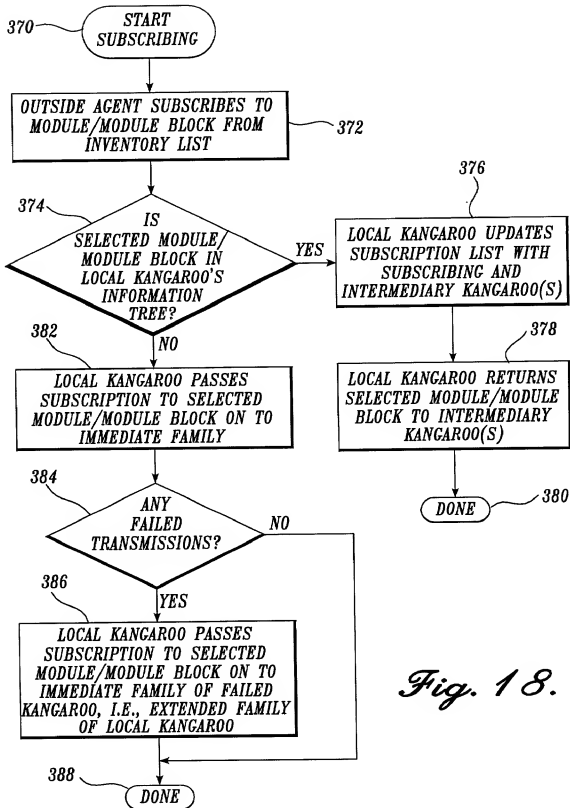 370
START
SUBSCRIBING
OUTSIDE AGENT SUBSCRIBES TO
MODULE/MODULE BLOCK FROM
INVENTORY LIST
372
374
IS
SELECTED MODULE/
MODULE BLOCK IN
LOCAL KANGAROO'S
INFORMATION
TREE?
YES
376
LOCAL KANGAROO UPDATES
SUBSCRIPTION LIST WITH
SUBSCRIBING AND
INTERMEDIARY KANGAROO(S)
378
LOCAL KANGAROO RETURNS
SELECTED MODULE/MODULE
BLOCK TO INTERMEDIARY
KANGAROO(S)
DONE
380
NO
382
LOCAL KANGAROO PASSES
SUBSCRIPTION TO SELECTED
MODULE/MODULE BLOCK ON TO
IMMEDIATE FAMILY
384
ANY
FAILED
TRANSMISSIONS?
NO
YES
386
LOCAL KANGAROO PASSES
SUBSCRIPTION TO SELECTED
MODULE/MODULE BLOCK ON TO
IMMEDIATE FAMILY OF FAILED
KANGAROO, I.E., EXTENDED FAMILY
OF LOCAL KANGAROO
388
DONE
Fig. 18.